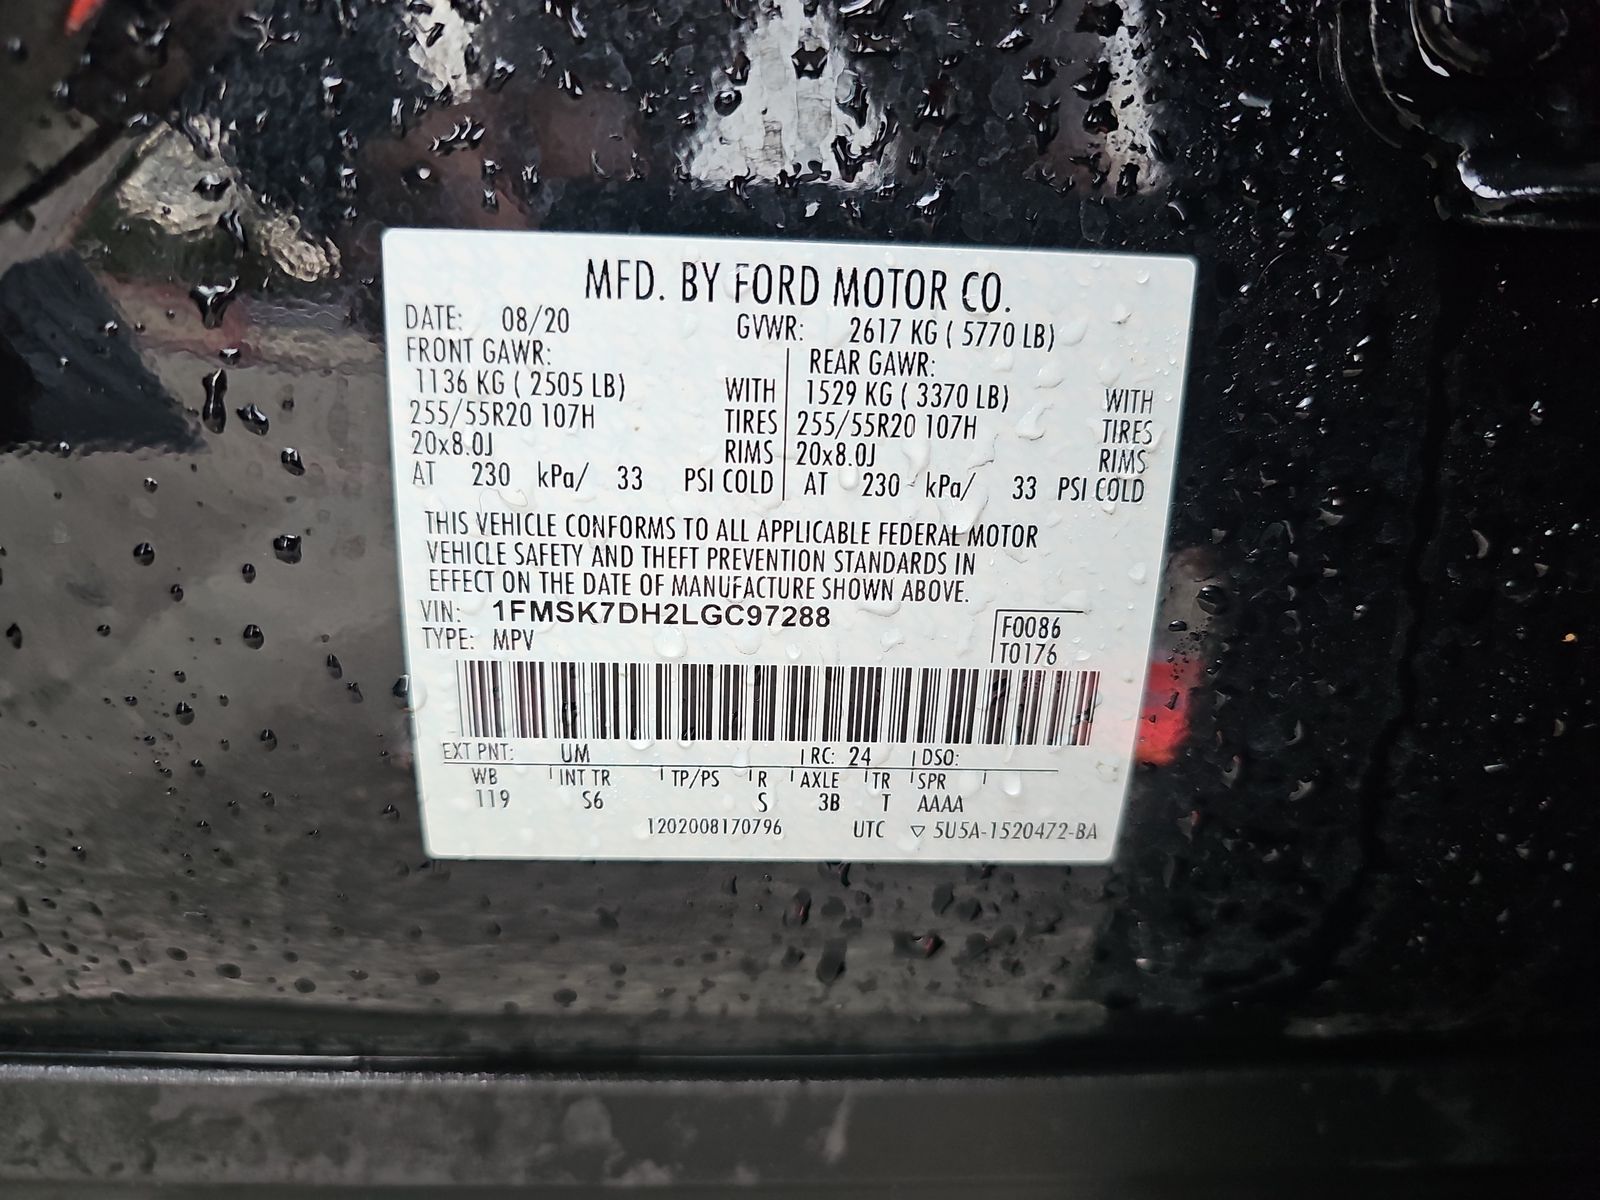 MFD. BY FORD MOTOR CO.
DATE: 08/20 GVWR: 2617 KG ( 5770 LB)
FRONT GAWR: REAR GAWR:
1136 KG ( 2505 LB) WITH 1529 KG ( 3370 LB) WITH
255/55R20 107H TIRES 255/55R20 107H TIRES
20x8.0J RIMS 20x8.0J RIMS
AT 230 kPa/ 33 PSI COLD AT 230 kPa/ 33 PSI COLD
THIS VEHICLE CONFORMS TO ALL APPLICABLE FEDERAL MOTOR
VEHICLE SAFETY AND THEFT PREVENTION STANDARDS IN
EFFECT ON THE DATE OF MANUFACTURE SHOWN ABOVE.
VIN: 1FMSK7DH2LGC97288
TYPE: MPV
F0086
T0176
EXT PNT: UM RC: 24 DSO:
WB INT TR TP/PS R AXLE TR SPR
119 S6 S 3B T AAAA
1202008170796 UTC ▽ 5U5A-1520472-BA